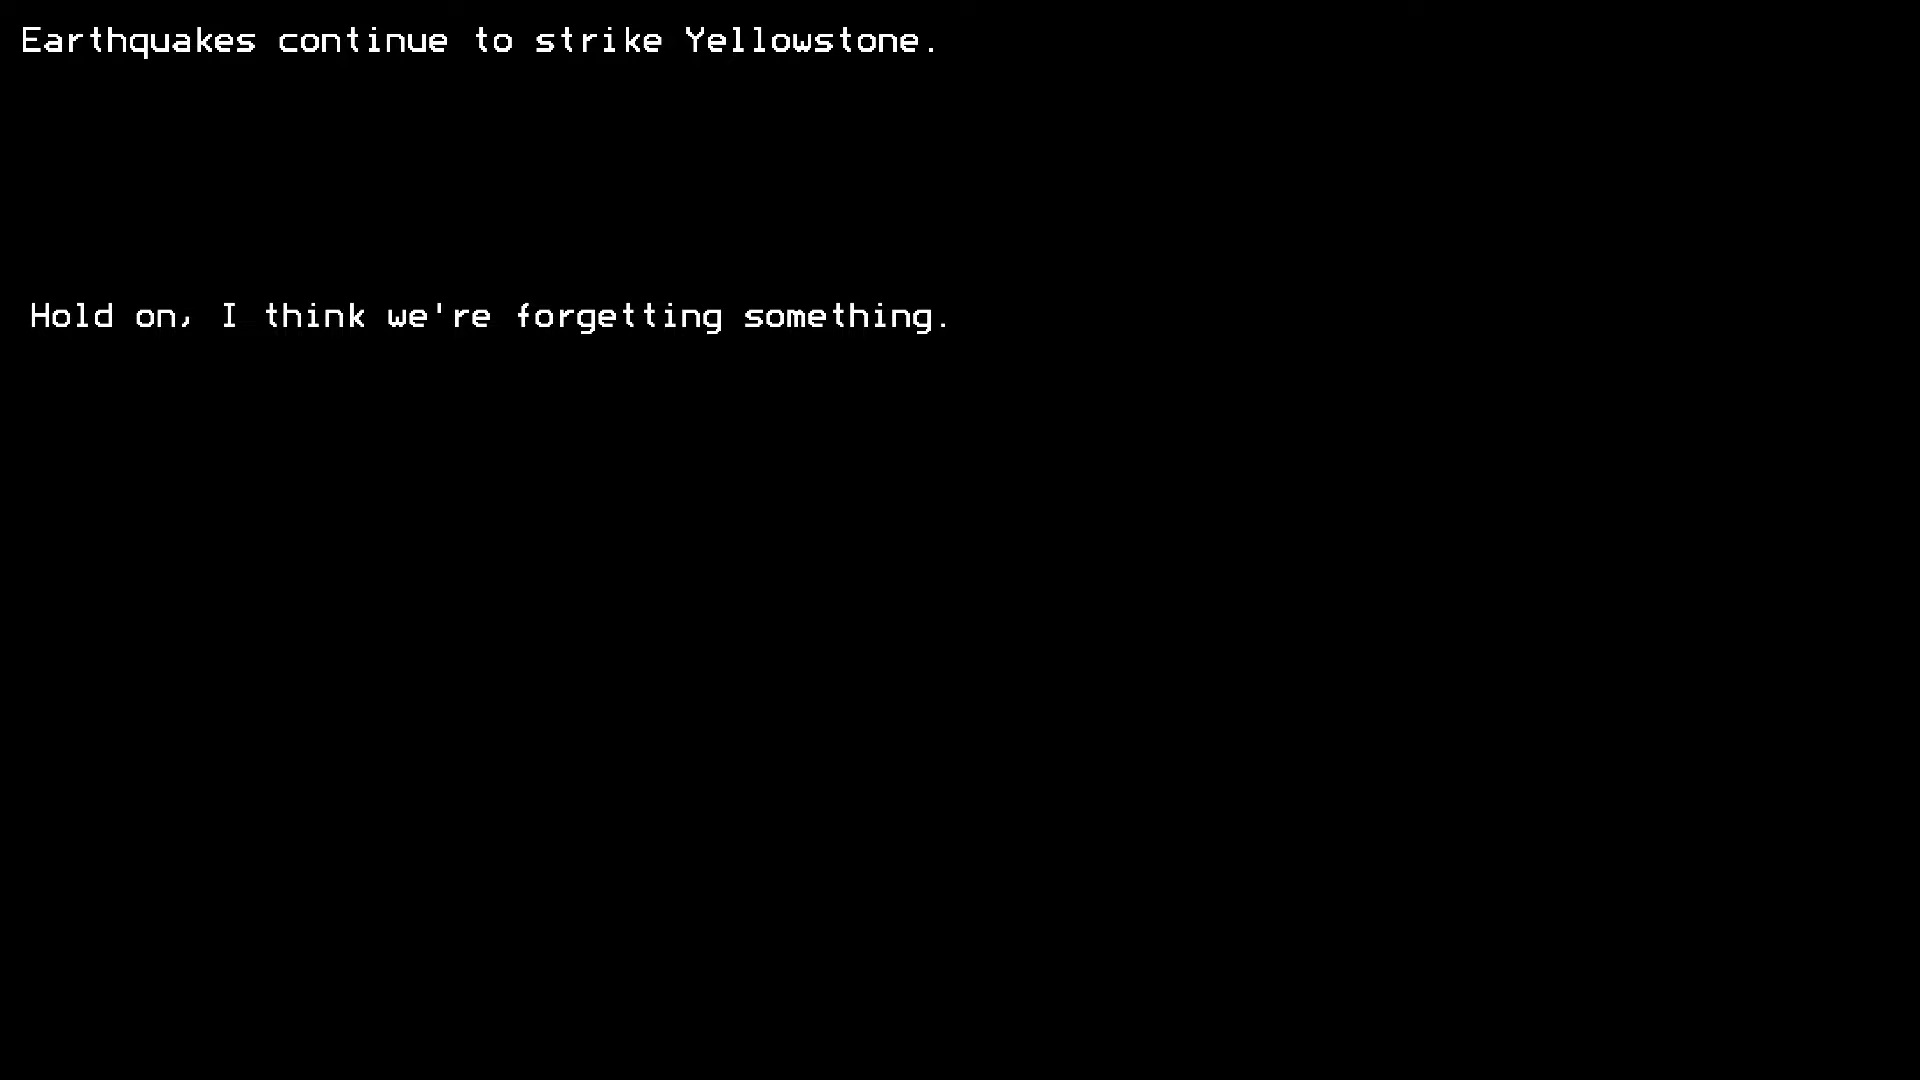 Earthquakes continue to strike Yellowstone.
Hold on, I think we're forgetting something.